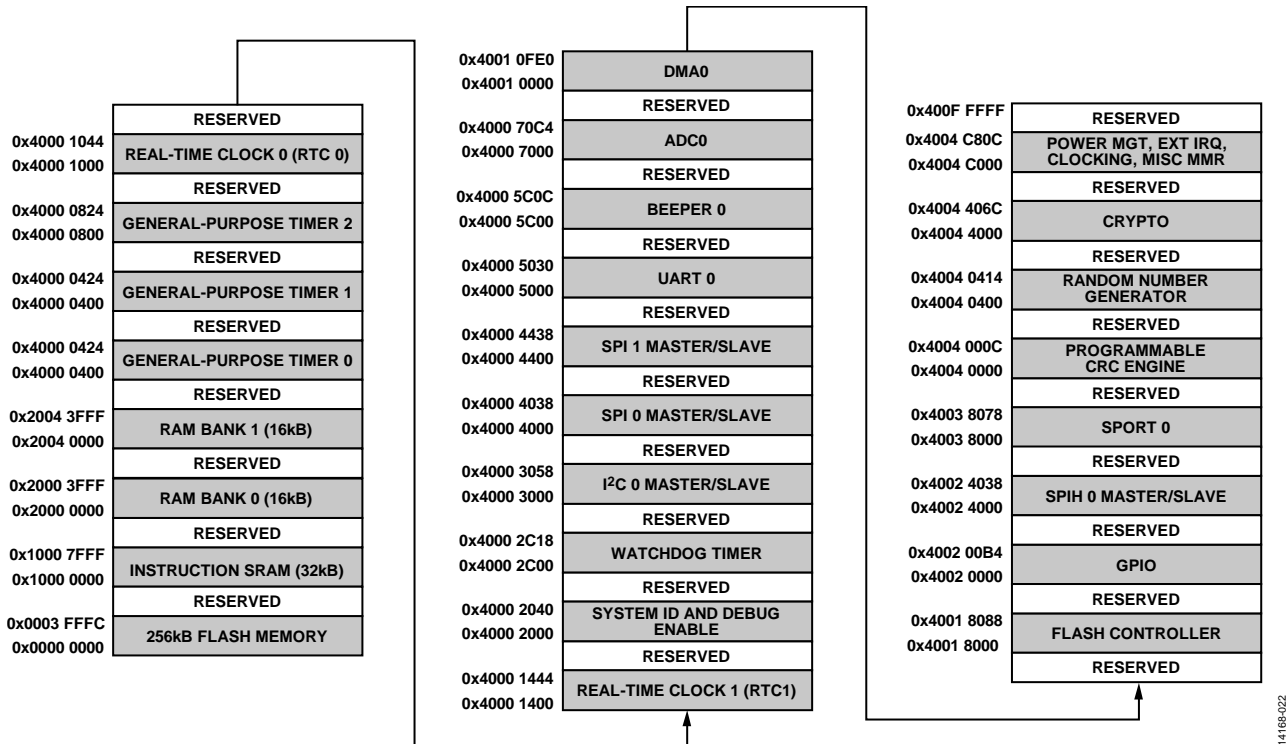 RESERVED
0x4000 1044
REAL-TIME CLOCK 0 (RTC 0)
0x4000 1000
RESERVED
0x4000 0824
GENERAL-PURPOSE TIMER 2
0x4000 0800
RESERVED
0x4000 0424
GENERAL-PURPOSE TIMER 1
0x4000 0400
RESERVED
0x4000 0424
GENERAL-PURPOSE TIMER 0
0x4000 0400
RESERVED
0x2004 3FFF
RAM BANK 1 (16kB)
0x2004 0000
RESERVED
0x2000 3FFF
RAM BANK 0 (16kB)
0x2000 0000
RESERVED
0x1000 7FFF
INSTRUCTION SRAM (32kB)
0x1000 0000
RESERVED
0x0003 FFFC
256kB FLASH MEMORY
0x0000 0000
0x4001 0FE0
DMA0
0x4001 0000
RESERVED
0x4000 70C4
ADC0
0x4000 7000
RESERVED
0x4000 5C0C
BEEPER 0
0x4000 5C00
RESERVED
0x4000 5030
UART 0
0x4000 5000
RESERVED
0x4000 4438
SPI 1 MASTER/SLAVE
0x4000 4400
RESERVED
0x4000 4038
SPI 0 MASTER/SLAVE
0x4000 4000
RESERVED
0x4000 3058
I2C 0 MASTER/SLAVE
0x4000 3000
RESERVED
0x4000 2C18
WATCHDOG TIMER
0x4000 2C00
RESERVED
0x4000 2040
SYSTEM ID AND DEBUG
ENABLE
0x4000 2000
RESERVED
0x4000 1444
REAL-TIME CLOCK 1 (RTC1)
0x4000 1400
0x400F FFFF
RESERVED
0x4004 C80C
POWER MGT, EXT IRQ,
CLOCKING, MISC MMR
0x4004 C000
RESERVED
0x4004 406C
CRYPTO
0x4004 4000
RESERVED
0x4004 0414
RANDOM NUMBER
GENERATOR
0x4004 0400
RESERVED
0x4004 000C
PROGRAMMABLE
CRC ENGINE
0x4004 0000
RESERVED
0x4003 8078
SPORT 0
0x4003 8000
RESERVED
0x4002 4038
SPIH 0 MASTER/SLAVE
0x4002 4000
RESERVED
0x4002 00B4
GPIO
0x4002 0000
RESERVED
0x4001 8088
FLASH CONTROLLER
0x4001 8000
RESERVED
14168-022